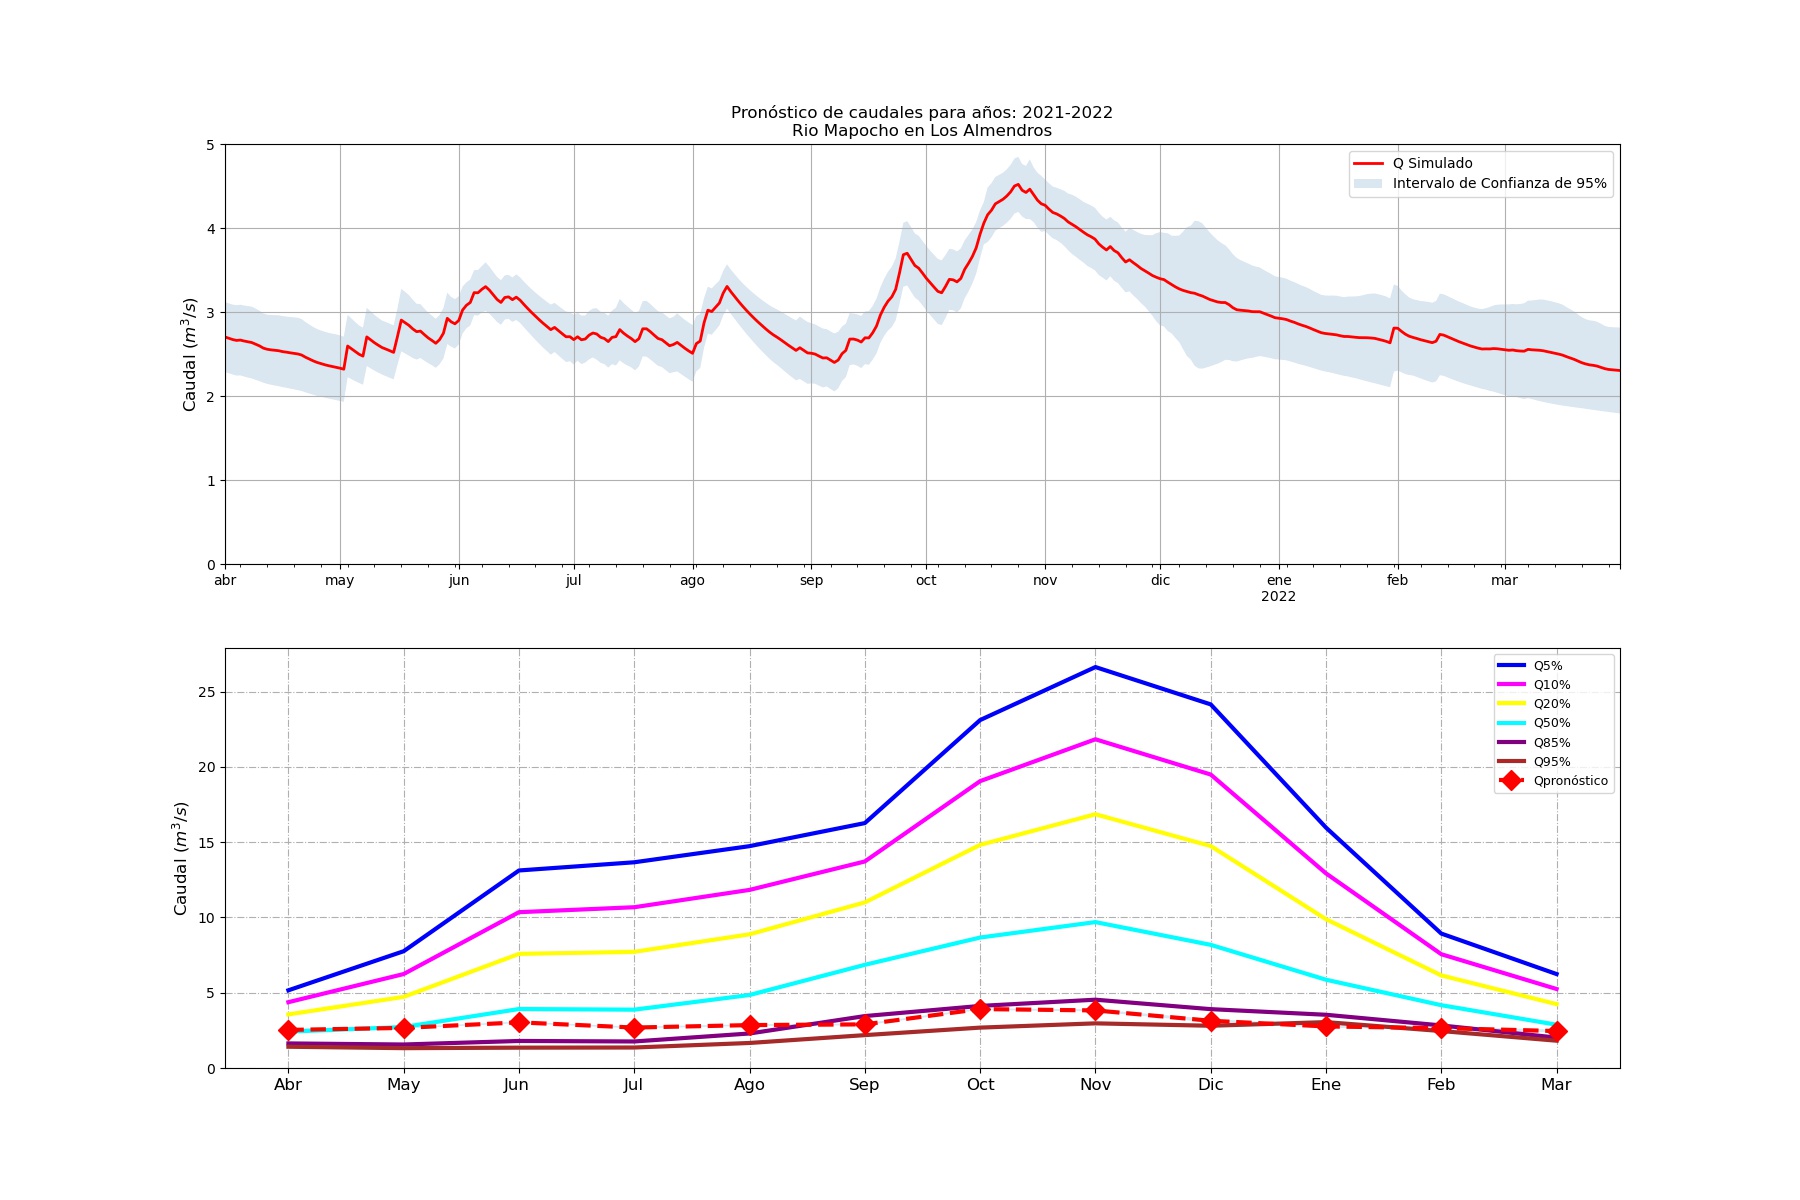 Pronóstico de caudales para años: 2021-2022
Rio Mapocho en Los Almendros
Caudal (m³/s)
5
4
3
2
1
0
Q Simulado
Intervalo de Confianza de 95%
abr may jun jul ago sep oct nov dic ene feb mar
2022
Caudal (m³/s)
25
20
15
10
5
0
Q5%
Q10%
Q20%
Q50%
Q85%
Q95%
Qpronóstico
Abr May Jun Jul Ago Sep Oct Nov Dic Ene Feb Mar